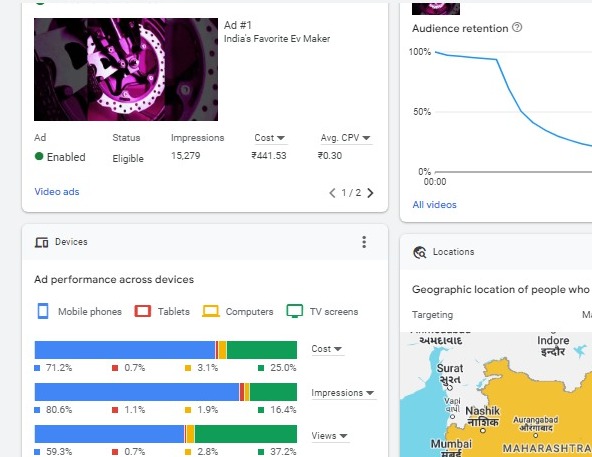 Ad #1
India's Favorite Ev Maker
Ad Status Impressions Cost Avg. CPV
Enabled Eligible 15,279 ₹441.53 ₹0.30
Video ads 1 / 2
Audience retention
100%
50%
0%
00:00
All videos
Devices
Ad performance across devices
Mobile phones Tablets Computers TV screens
Cost
71.2% 0.7% 3.1% 25.0%
Impressions
80.6% 1.1% 1.9% 16.4%
Views
59.3% 0.7% 2.8% 37.2%
Locations
Geographic location of people who
Targeting
અમદાવાદ
Indore
इन्दौर
Surat
સુરત
Vapi
વાપી
Nashik
नाशिक
Aurangabad
औरंगाबाद
Mumbai
मुंबई
MAHARASHTRA